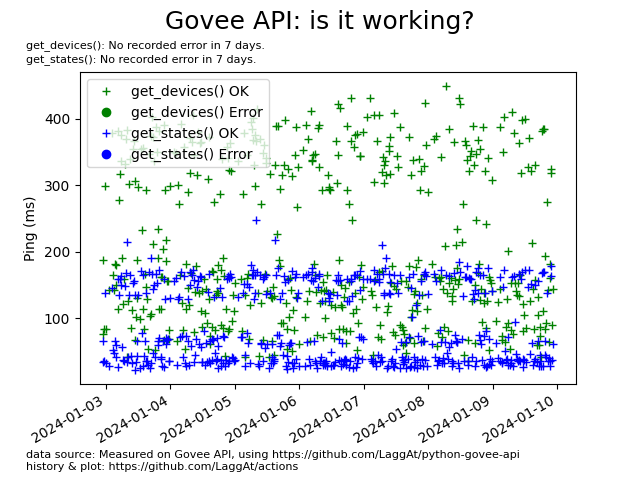 Govee API: is it working?
get_devices(): No recorded error in 7 days.
get_states(): No recorded error in 7 days.
get_devices() OK
get_devices() Error
get_states() OK
get_states() Error
400
300
200
100
Ping (ms)
2024-01-03
2024-01-04
2024-01-05
2024-01-06
2024-01-07
2024-01-08
2024-01-09
2024-01-10
data source: Measured on Govee API, using https://github.com/LaggAt/python-govee-api
history & plot: https://github.com/LaggAt/actions